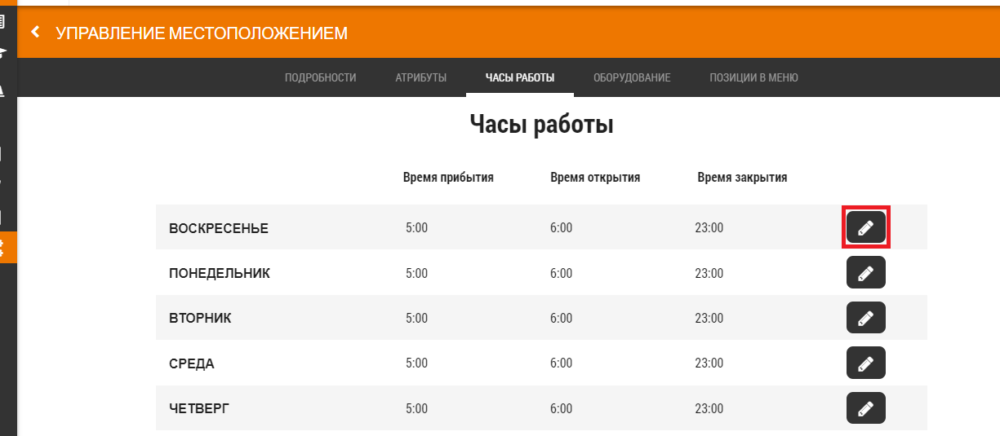 УПРАВЛЕНИЕ МЕСТОПОЛОЖЕНИЕМ
ПОДРОБНОСТИ АТРИБУТЫ ЧАСЫ РАБОТЫ ОБОРУДОВАНИЕ ПОЗИЦИИ В МЕНЮ
Часы работы
Время прибытия Время открытия Время закрытия
ВОСКРЕСЕНЬЕ 5:00 6:00 23:00
ПОНЕДЕЛЬНИК 5:00 6:00 23:00
ВТОРНИК 5:00 6:00 23:00
СРЕДА 5:00 6:00 23:00
ЧЕТВЕРГ 5:00 6:00 23:00